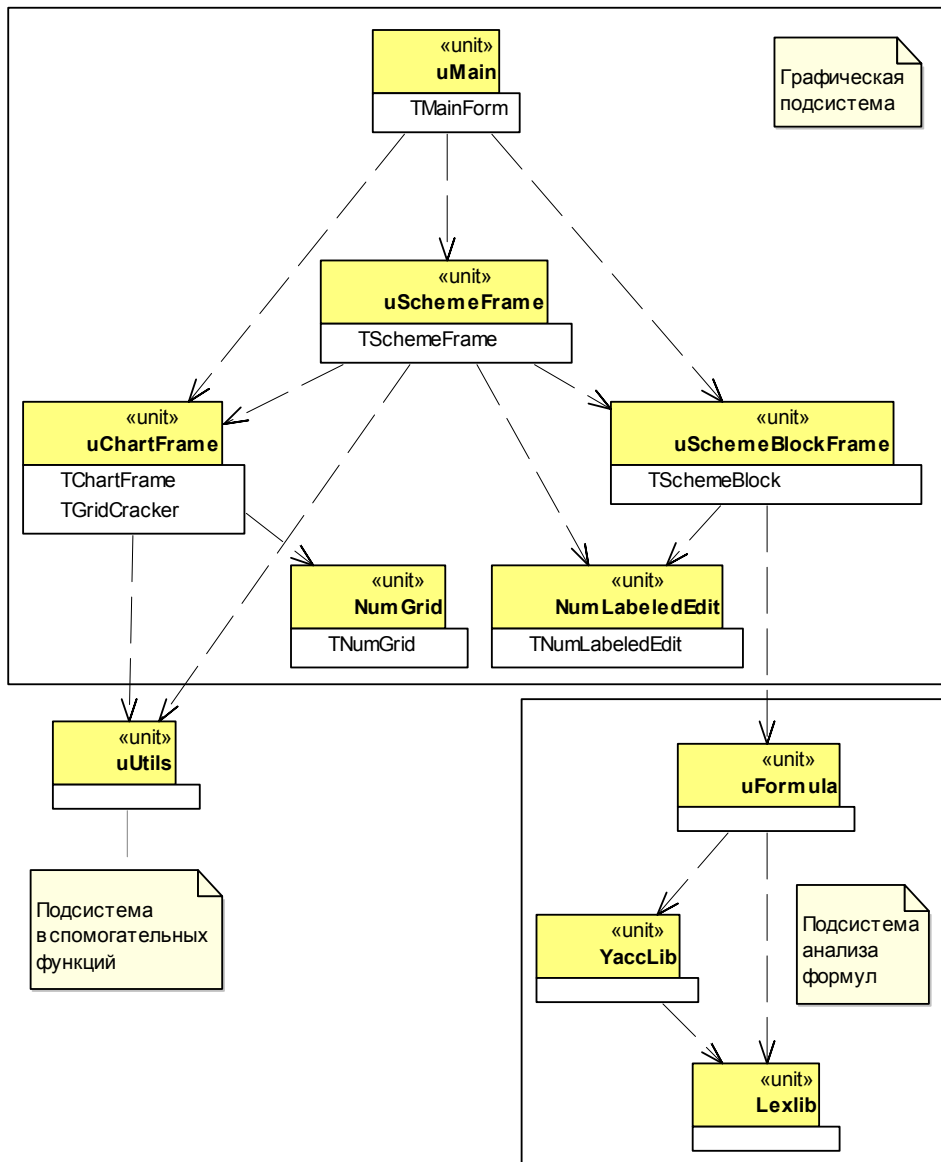 «unit»
uMain
TMainForm
Графическая
подсистема
«unit»
uSchemeFrame
TSchemeFrame
«unit»
uChartFrame
TChartFrame
TGridCracker
«unit»
uSchemeBlockFrame
TSchemeBlock
«unit»
NumGrid
TNumGrid
«unit»
NumLabeledEdit
TNumLabeledEdit
«unit»
uUtils
«unit»
uFormula
Подсистема
вспомогательных
функций
«unit»
YaccLib
Подсистема
анализа
формул
«unit»
Lexlib